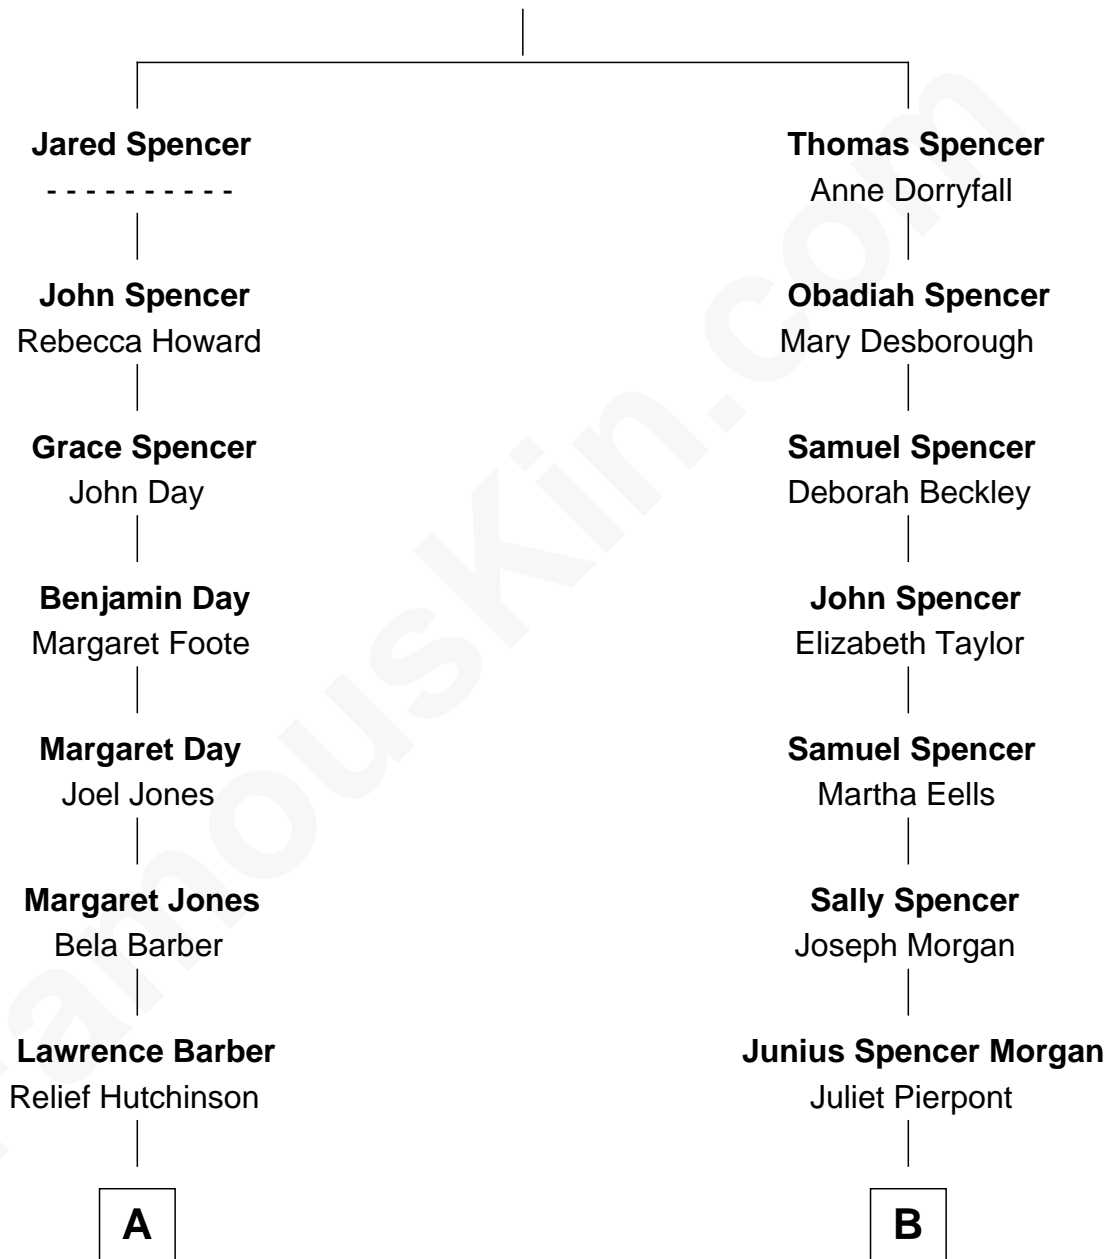 Jared Spencer
- - - - - - - - - -
John Spencer
Rebecca Howard
Grace Spencer
John Day
Benjamin Day
Margaret Foote
Margaret Day
Joel Jones
Margaret Jones
Bela Barber
Lawrence Barber
Relief Hutchinson
A
Thomas Spencer
Anne Dorryfall
Obadiah Spencer
Mary Desborough
Samuel Spencer
Deborah Beckley
John Spencer
Elizabeth Taylor
Samuel Spencer
Martha Eells
Sally Spencer
Joseph Morgan
Junius Spencer Morgan
Juliet Pierpont
B
FamousKin.com